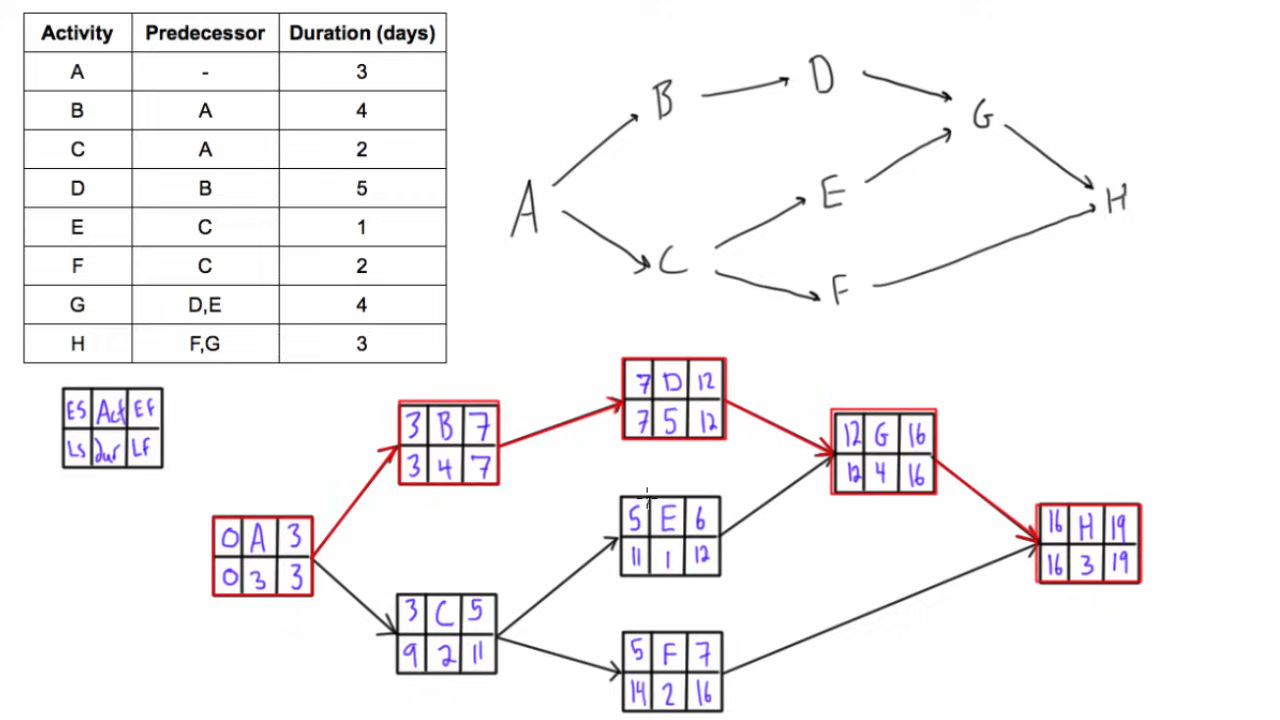 Activity Predecessor Duration (days)
A - 3
B A 4
C A 2
D B 5
E C 1
F C 2
G D,E 4
H F,G 3
B
D
G
A
E
H
C
F
ES Act EF
LS Dur LF
7 D 12
7 5 12
3 B 7
3 4 7
12 G 16
12 4 16
5 E 6
11 1 12
16 H 19
16 3 19
0 A 3
0 3 3
3 C 5
9 2 11
5 F 7
14 2 16